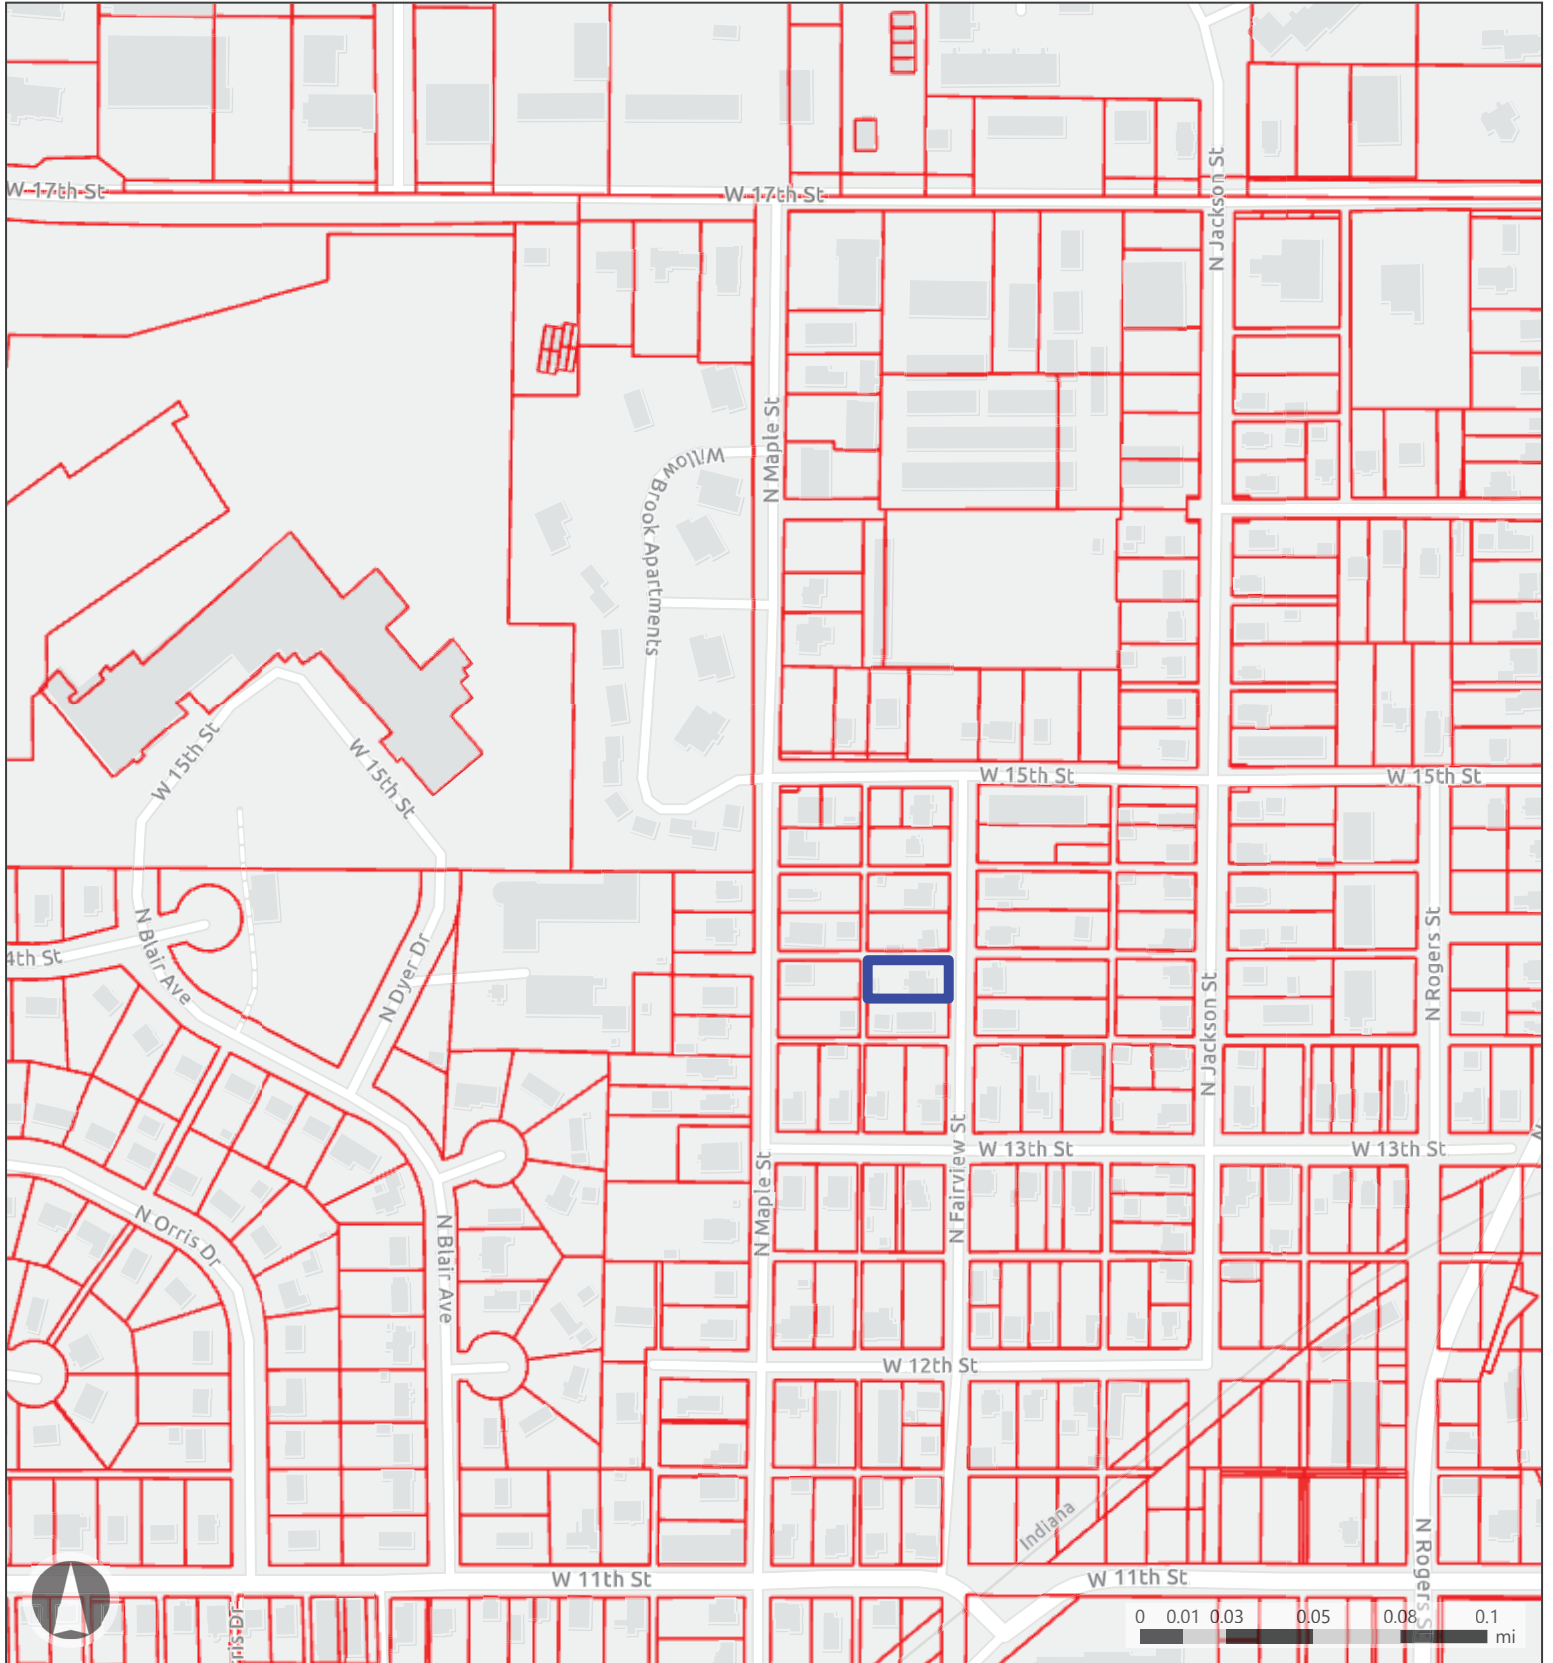 W 17th St
W 17th St
N Jackson St
N Maple St
Willow Brook Apartments
W 15th St
W 15th St
W 15th St
W 15th St
N Blair Ave
4th St
N Dyer Dr
N Rogers St
N Jackson St
N Fairview St
W 13th St
W 13th St
N Maple St
N Orris Dr
N Blair Ave
W 12th St
Indiana
N Rogers S
W 11th St
W 11th St
ris Dr
0 0.01 0.03 0.05 0.08 0.1
mi